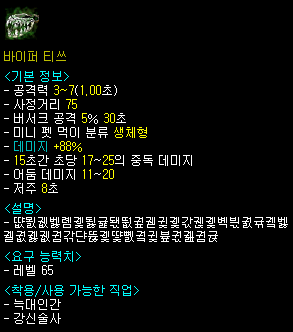 바이퍼 티쓰
<기본 정보>
- 공격력 3~7(1.00초)
- 사정거리 75
- 버서크 공격 5% 30초
- 미니 펫 먹이 분류 생체형
- 데미지 +88%
- 15초간 초당 17~25의 중독 데미지
- 어둠 데미지 11~20
- 저주 8초
<설명>
<요구 능력치>
- 레벨 65
<착용/사용 가능한 직업>
- 늑대인간
- 강신술사